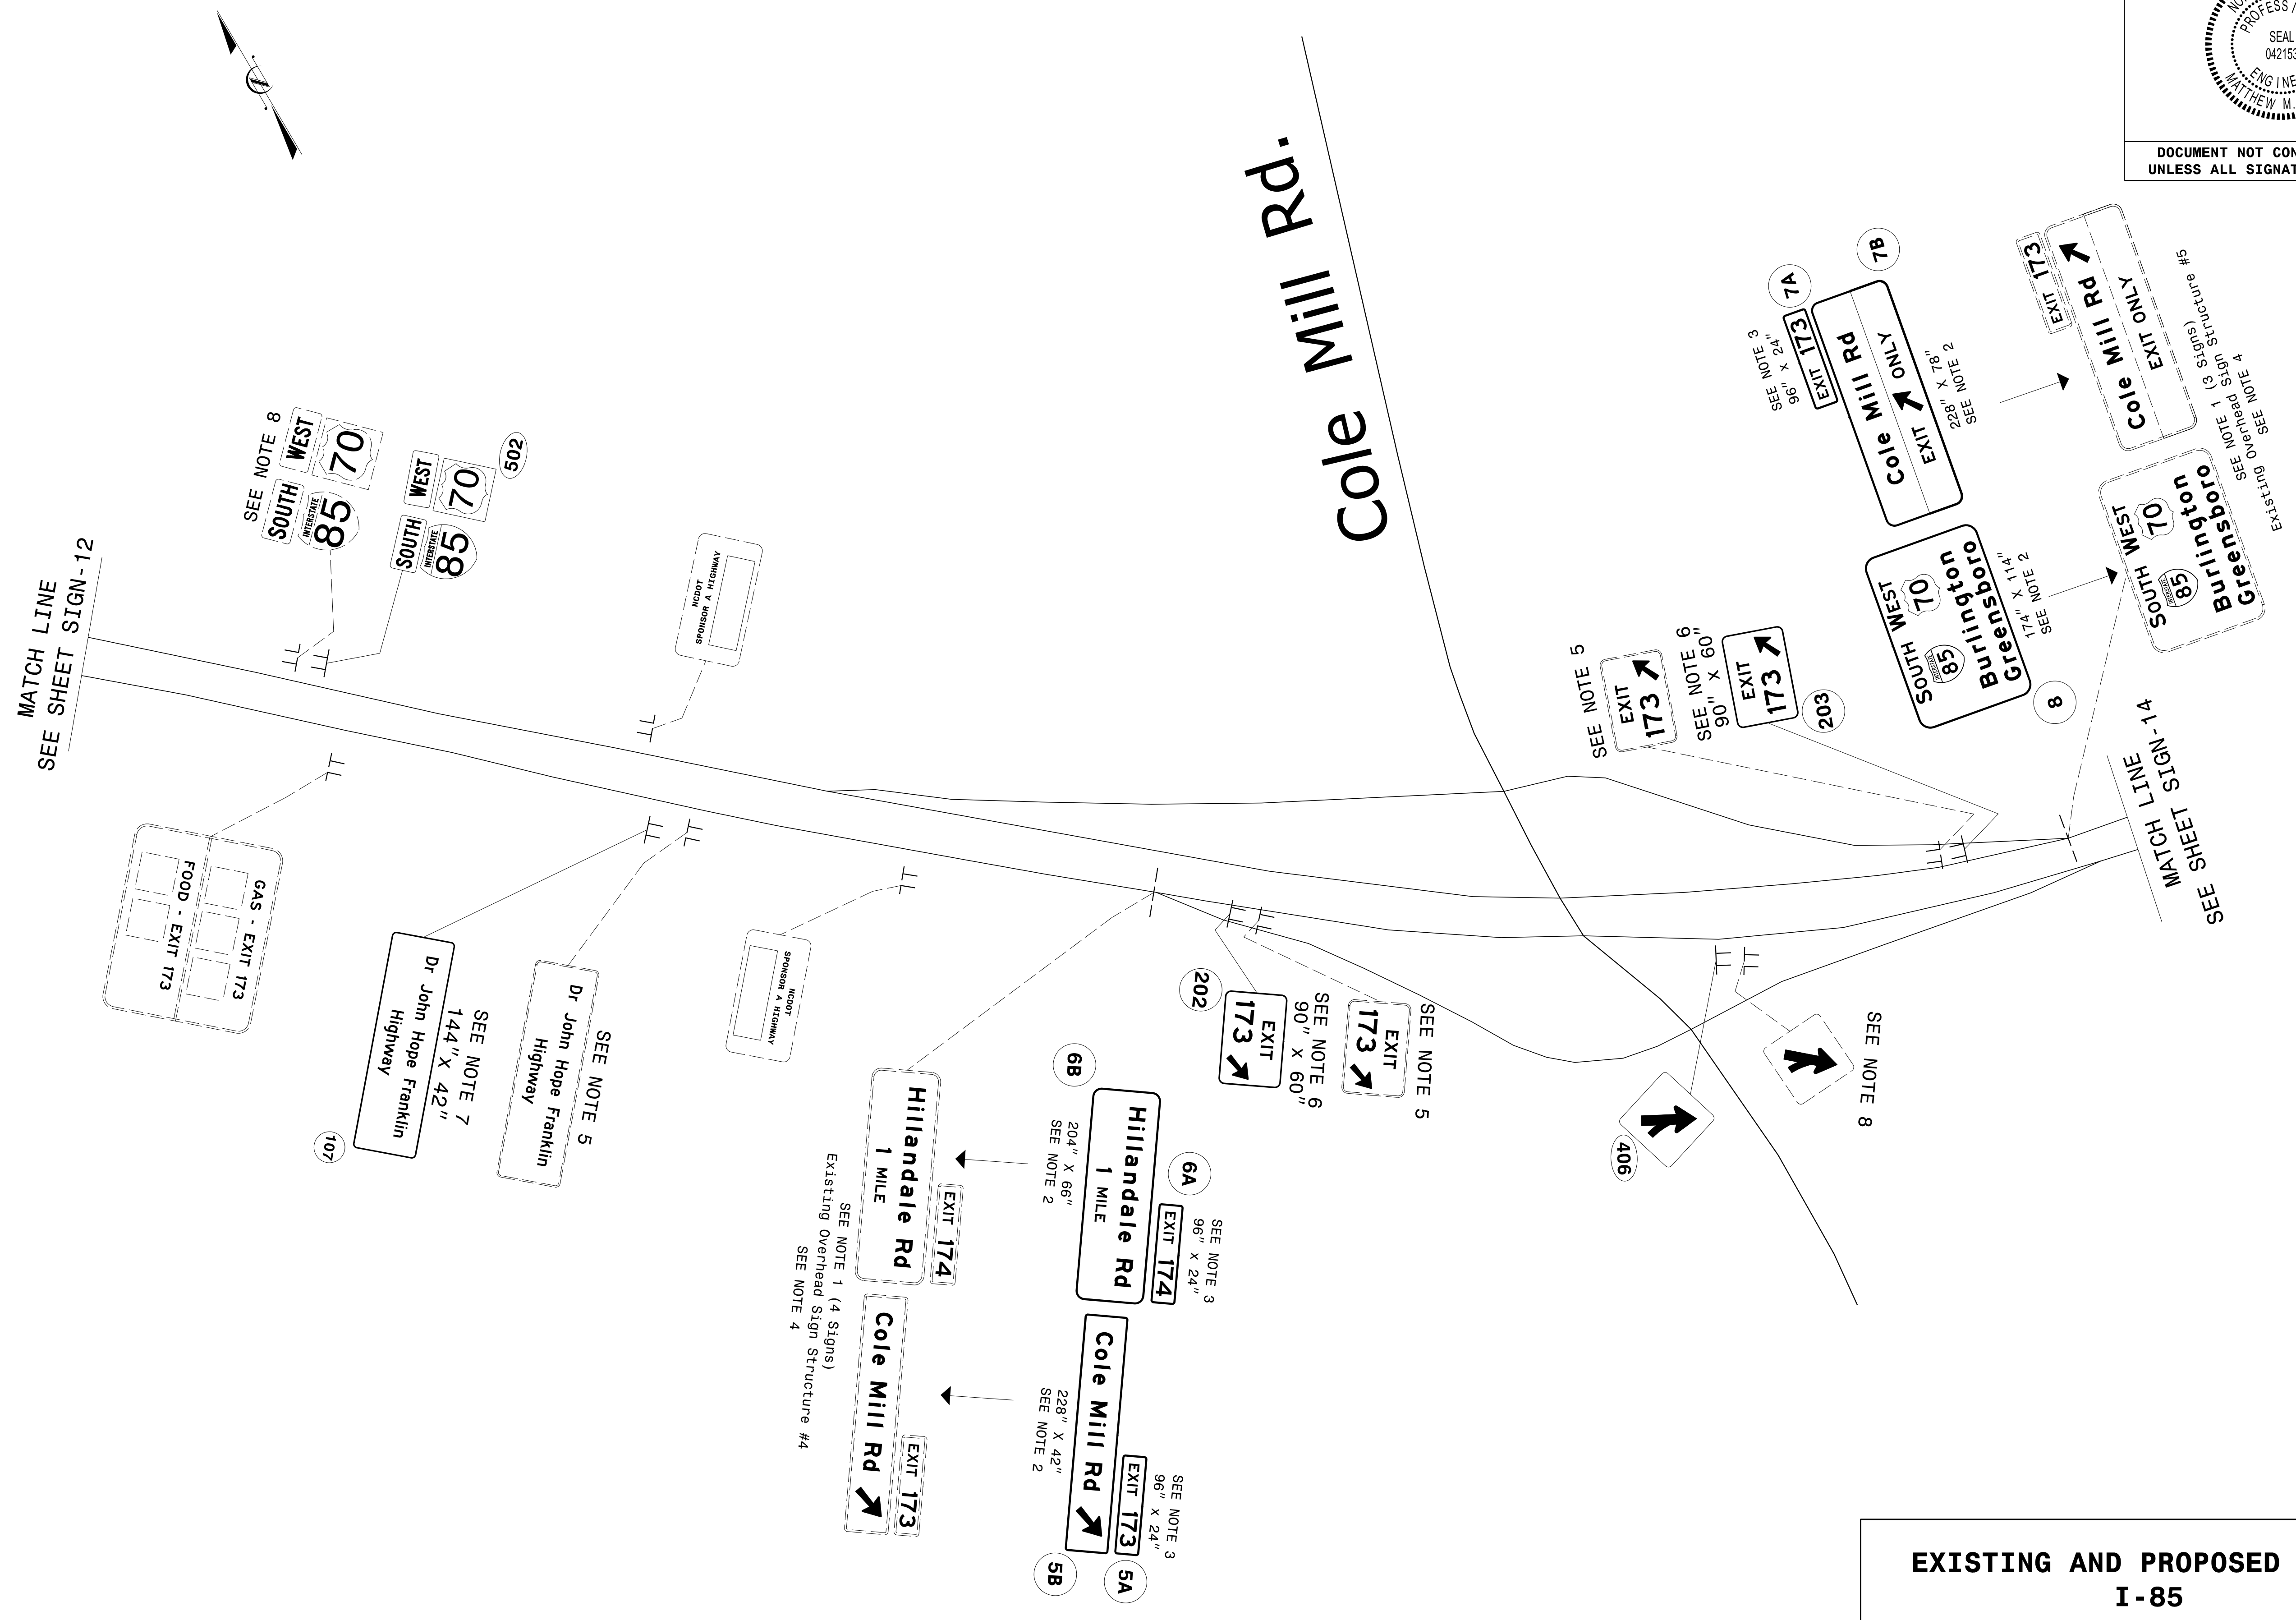 NO
PROFESSI
SEAL
042153
ENGINE
MATTHEW M.
DOCUMENT NOT CON
UNLESS ALL SIGNAT
Cole Mill Rd.
MATCH LINE
SEE SHEET SIGN-12
SEE NOTE 8
SOUTH WEST
INTERSTATE
85 70
SOUTH WEST
INTERSTATE
85 70
502
NCDOT
SPONSOR A HIGHWAY
SEE NOTE 3
96" x 24"
7A
EXIT 173
7B
Cole Mill Rd
EXIT ONLY
228" X 78"
SEE NOTE 2
EXIT 173
Cole Mill Rd
EXIT ONLY
SEE NOTE 1 (3 Signs)
Existing Overhead Sign Structure #5
SEE NOTE 4
SOUTH WEST
INTERSTATE
85 70
Burlington
Greensboro
174" X 114"
SEE NOTE 2
8
SOUTH WEST
INTERSTATE
85 70
Burlington
Greensboro
SEE NOTE 5
EXIT
173
SEE NOTE 6
90" X 60"
EXIT
173
203
MATCH LINE
SEE SHEET SIGN-14
GAS - EXIT 173
FOOD - EXIT 173
Dr John Hope Franklin
Highway
SEE NOTE 7
144"x 42"
107
Dr John Hope Franklin
Highway
SEE NOTE 5
NCDOT
SPONSOR A HIGHWAY
202
EXIT
173
SEE NOTE 6
90" x 60"
EXIT
173
SEE NOTE 5
406
SEE NOTE 8
EXIT 174
Hillandale Rd
1 MILE
EXIT 173
Cole Mill Rd
SEE NOTE 1 (4 Signs)
Existing Overhead Sign Structure #4
SEE NOTE 4
6B
6A
SEE NOTE 3
96" x 24"
EXIT 174
Hillandale Rd
1 MILE
204" X 66"
SEE NOTE 2
SEE NOTE 3
96" x 24"
EXIT 173
Cole Mill Rd
228" X 42"
SEE NOTE 2
5B
5A
EXISTING AND PROPOSED
I-85